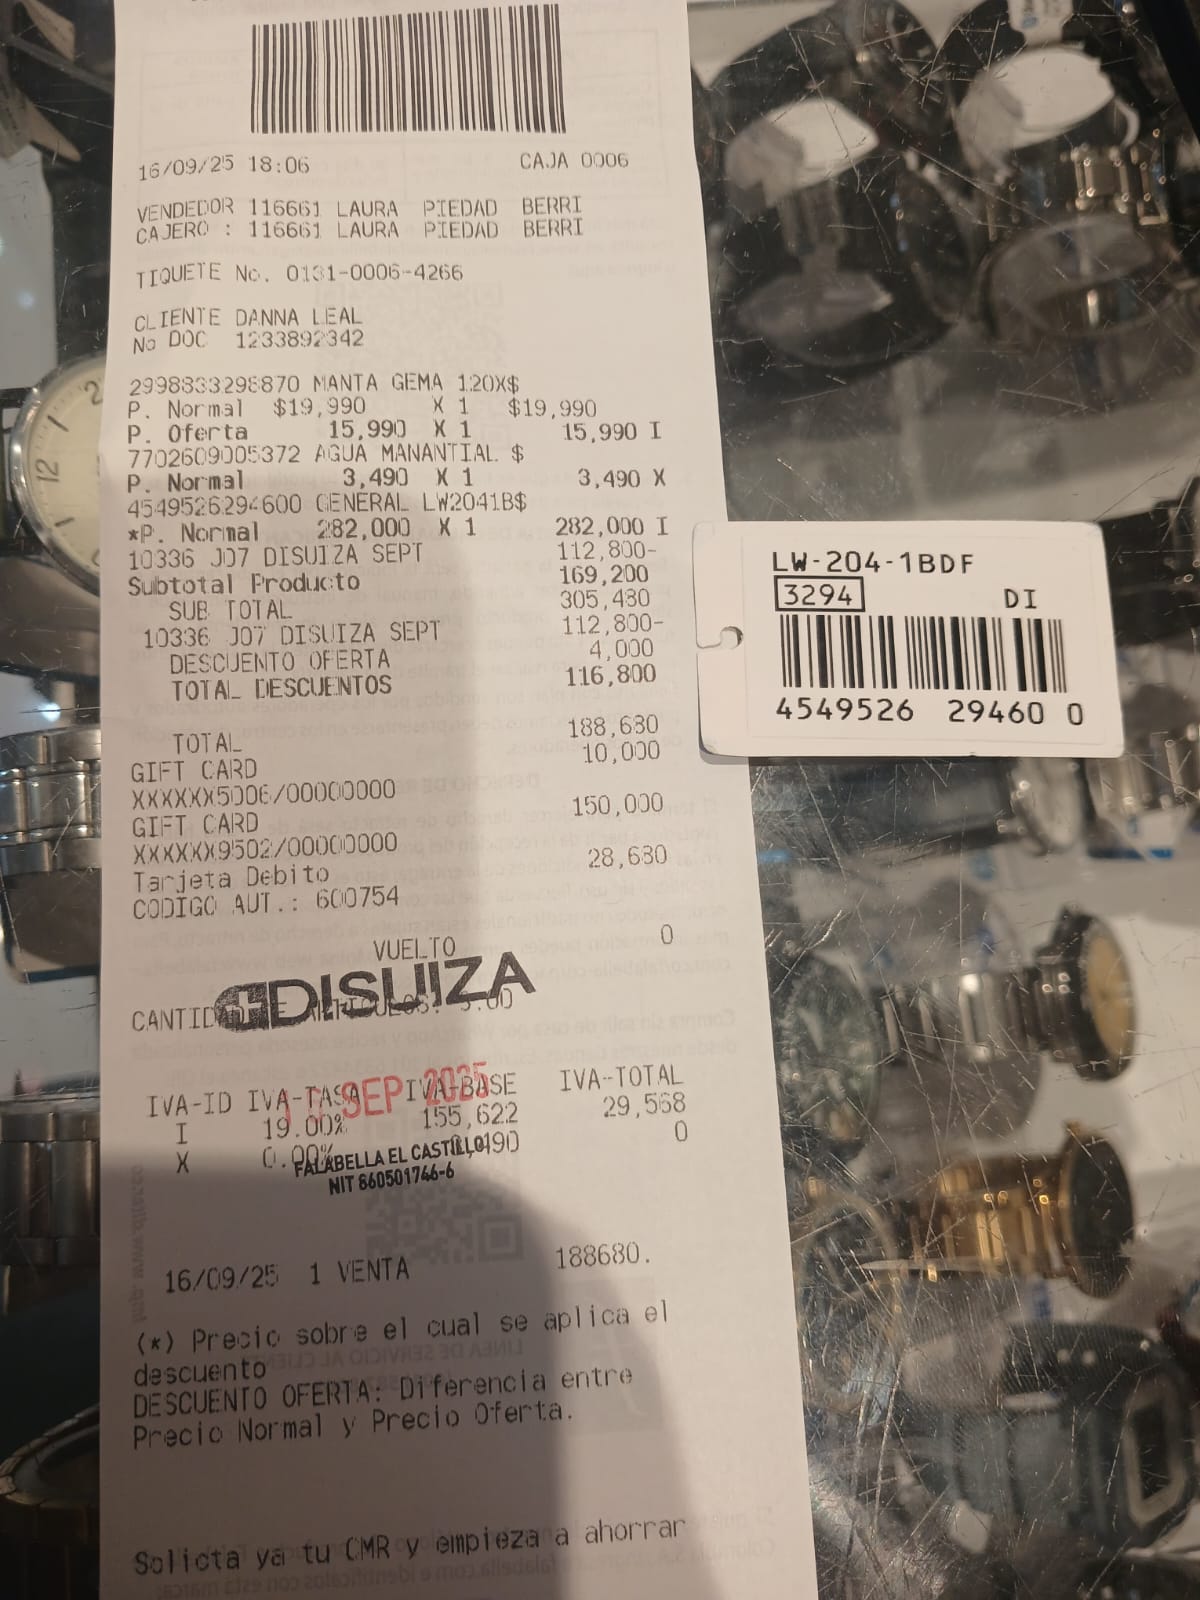 16/09/25 18:06 CAJA 0006
VENDEDOR 116661 LAURA PIEDAD BERRI
CAJERO : 116661 LAURA PIEDAD BERRI
TIQUETE No. 0131-0006-4266
CLIENTE DANNA LEAL
No DOC 1233892342
2998833298870 MANTA GEMA 120X$
P. Normal $19,990 X 1 $19,990
P. Oferta 15,990 X 1 15,990 I
7702609005372 AGUA MANANTIAL $
P. Normal 3,490 X 1 3,490 X
4549526294600 GENERAL LW2041B$
*P. Normal 282,000 X 1 282,000 I
10336 J07 DISUIZA SEPT 112,800-
Subtotal Producto 169,200
SUB TOTAL 305,480
10336 J07 DISUIZA SEPT 112,800-
DESCUENTO OFERTA 4,000
TOTAL DESCUENTOS 116,800
TOTAL 188,680
GIFT CARD 10,000
XXXXXX5006/00000000
GIFT CARD 150,000
XXXXXX9502/00000000
Tarjeta Debito 28,680
CODIGO AUT.: 600754
VUELTO 0
DISUIZA
CANTIDAD
SEP 2025
IVA-ID IVA-TASA IVA-BASE IVA-TOTAL
I 19.00% 155,622 29,568
X 0.00% 0
FALABELLA EL CASTILLO
NIT 860501746-6
16/09/25 1 VENTA 188680.
(*) Precio sobre el cual se aplica el
descuento
DESCUENTO OFERTA: Diferencia entre
Precio Normal y Precio Oferta.
Solicta ya tu CMR y empieza a ahorrar
LW-204-1BDF
3294 DI
4549526 29460 0
12
1
2